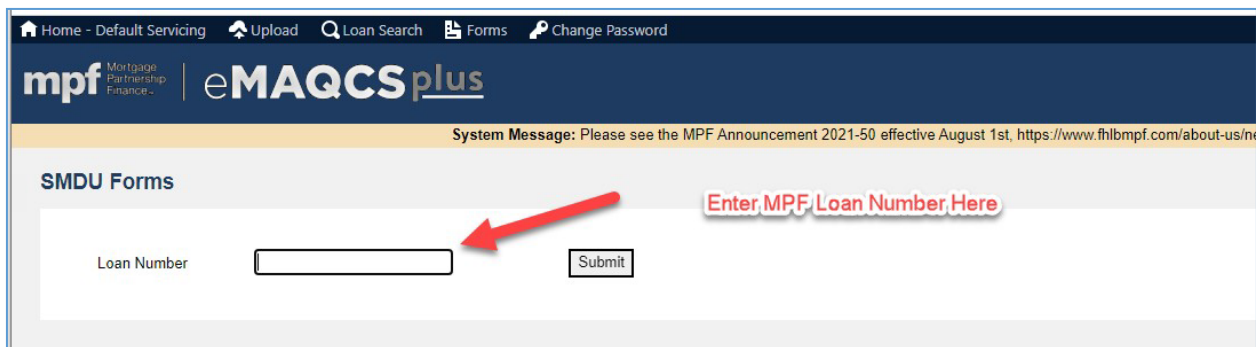 Home - Default Servicing Upload Loan Search Forms Change Password
mpf Mortgage Partnership Finance | eMAQCS plus
System Message: Please see the MPF Announcement 2021-50 effective August 1st, https://www.fhlbmpf.com/about-us/ne
SMDU Forms
Enter MPF Loan Number Here
Loan Number Submit